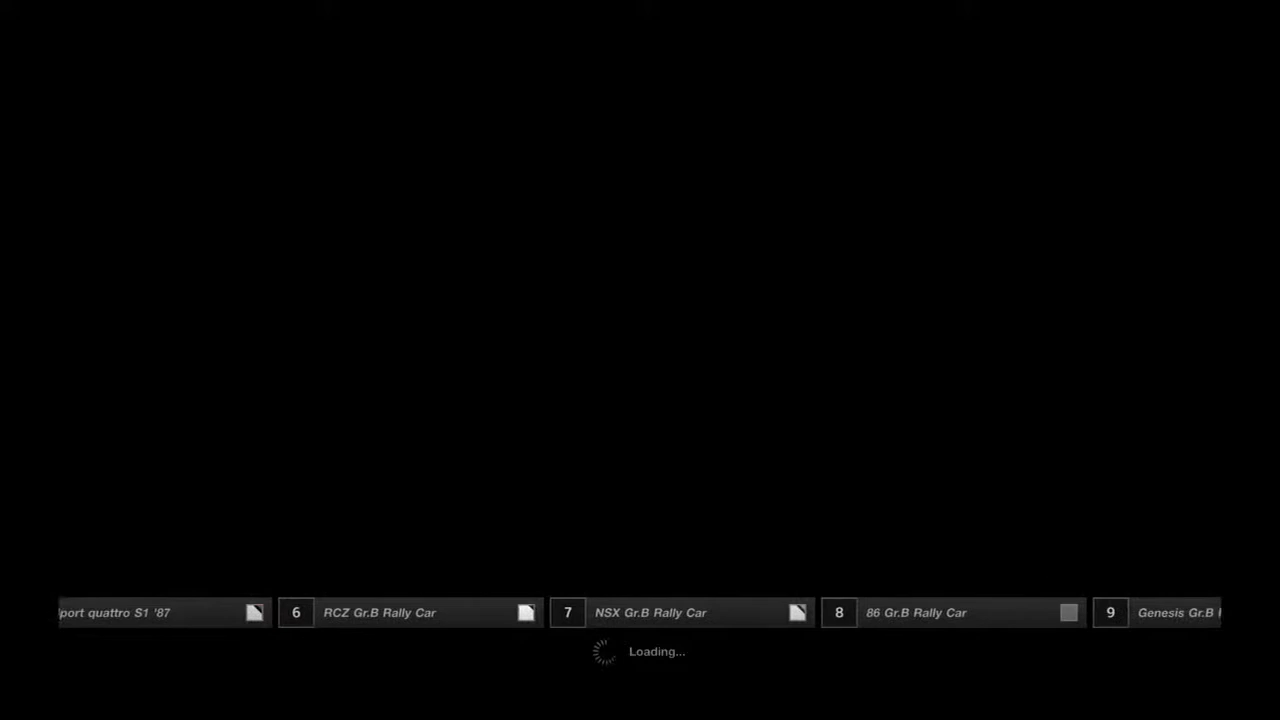 port quattro S1 '87 6 RCZ Gr.B Rally Car 7 NSX Gr.B Rally Car 8 86 Gr.B Rally Car 9 Genesis Gr.B
Loading...